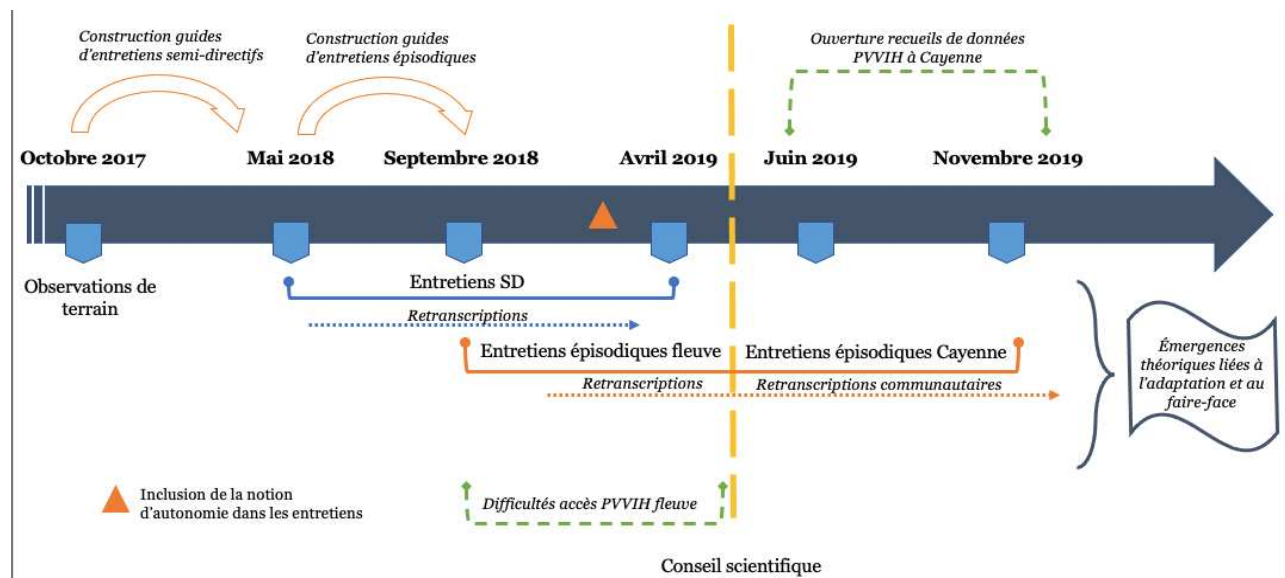 Construction guides
d'entretiens semi-directifs
Construction guides
d'entretiens épisodiques
Ouverture recueils de données
PVVIH à Cayenne
Octobre 2017
Mai 2018
Septembre 2018
Avril 2019
Juin 2019
Novembre 2019
Observations de
terrain
Entretiens SD
Retranscriptions
Entretiens épisodiques fleuve
Entretiens épisodiques Cayenne
Retranscriptions
Retranscriptions communautaires
Émergences
théoriques liées à
l'adaptation et au
faire-face
Inclusion de la notion
d'autonomie dans les entretiens
Difficultés accès PVVIH fleuve
Conseil scientifique